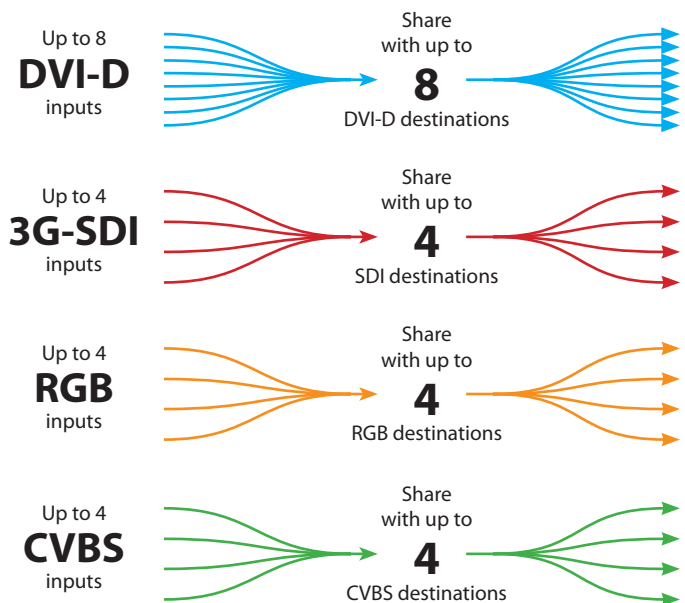 Up to 8
DVI-D
inputs
Share
with up to
8
DVI-D destinations
Up to 4
3G-SDI
inputs
Share
with up to
4
SDI destinations
Up to 4
RGB
inputs
Share
with up to
4
RGB destinations
Up to 4
CVBS
inputs
Share
with up to
4
CVBS destinations